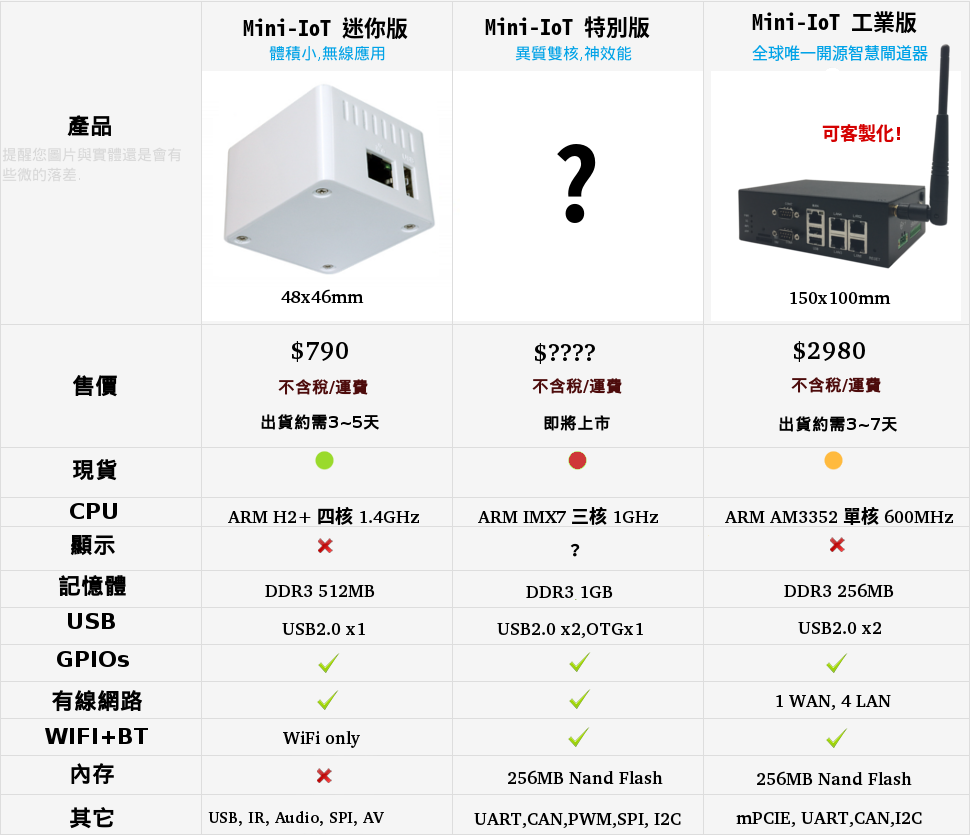 Mini-IoT 迷你版
體積小,無線應用
Mini-IoT 特別版
異質雙核,神效能
Mini-IoT 工業版
全球唯一開源智慧閘道器
產品
提醒您圖片與實體還是會有
些微的落差.
48x46mm
?
可客製化!
150x100mm
售價
$790
不含稅/運費
出貨約需3~5天
$????
不含稅/運費
即將上市
$2980
不含稅/運費
出貨約需3~7天
現貨
CPU
ARM H2+ 四核 1.4GHz
ARM IMX7 三核 1GHz
ARM AM3352 單核 600MHz
顯示
?
記憶體
DDR3 512MB
DDR3 1GB
DDR3 256MB
USB
USB2.0 x1
USB2.0 x2,OTGx1
USB2.0 x2
GPIOs
有線網路
1 WAN, 4 LAN
WIFI+BT
WiFi only
內存
256MB Nand Flash
256MB Nand Flash
其它
USB, IR, Audio, SPI, AV
UART,CAN,PWM,SPI, I2C
mPCIE, UART,CAN,I2C